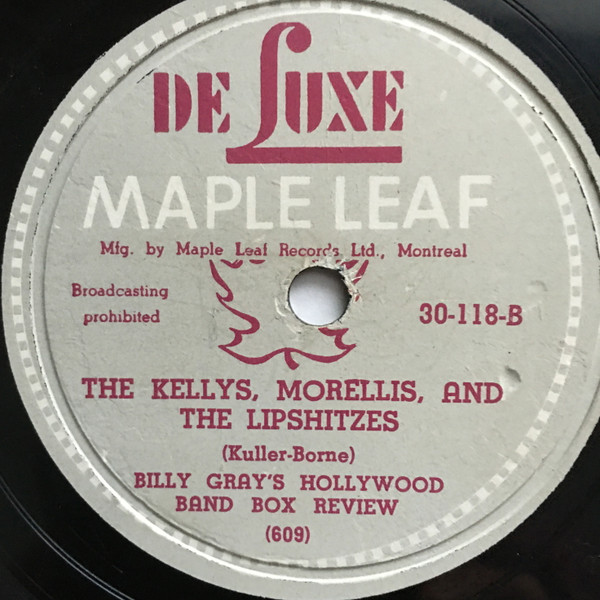 DE LUXE
MAPLE LEAF
Mfg. by Maple Leaf Records Ltd., Montreal
Broadcasting
prohibited
30-118-B
THE KELLYS, MORELLIS, AND
THE LIPSHITZES
(Kuller-Borne)
BILLY GRAY'S HOLLYWOOD
BAND BOX REVIEW
(609)